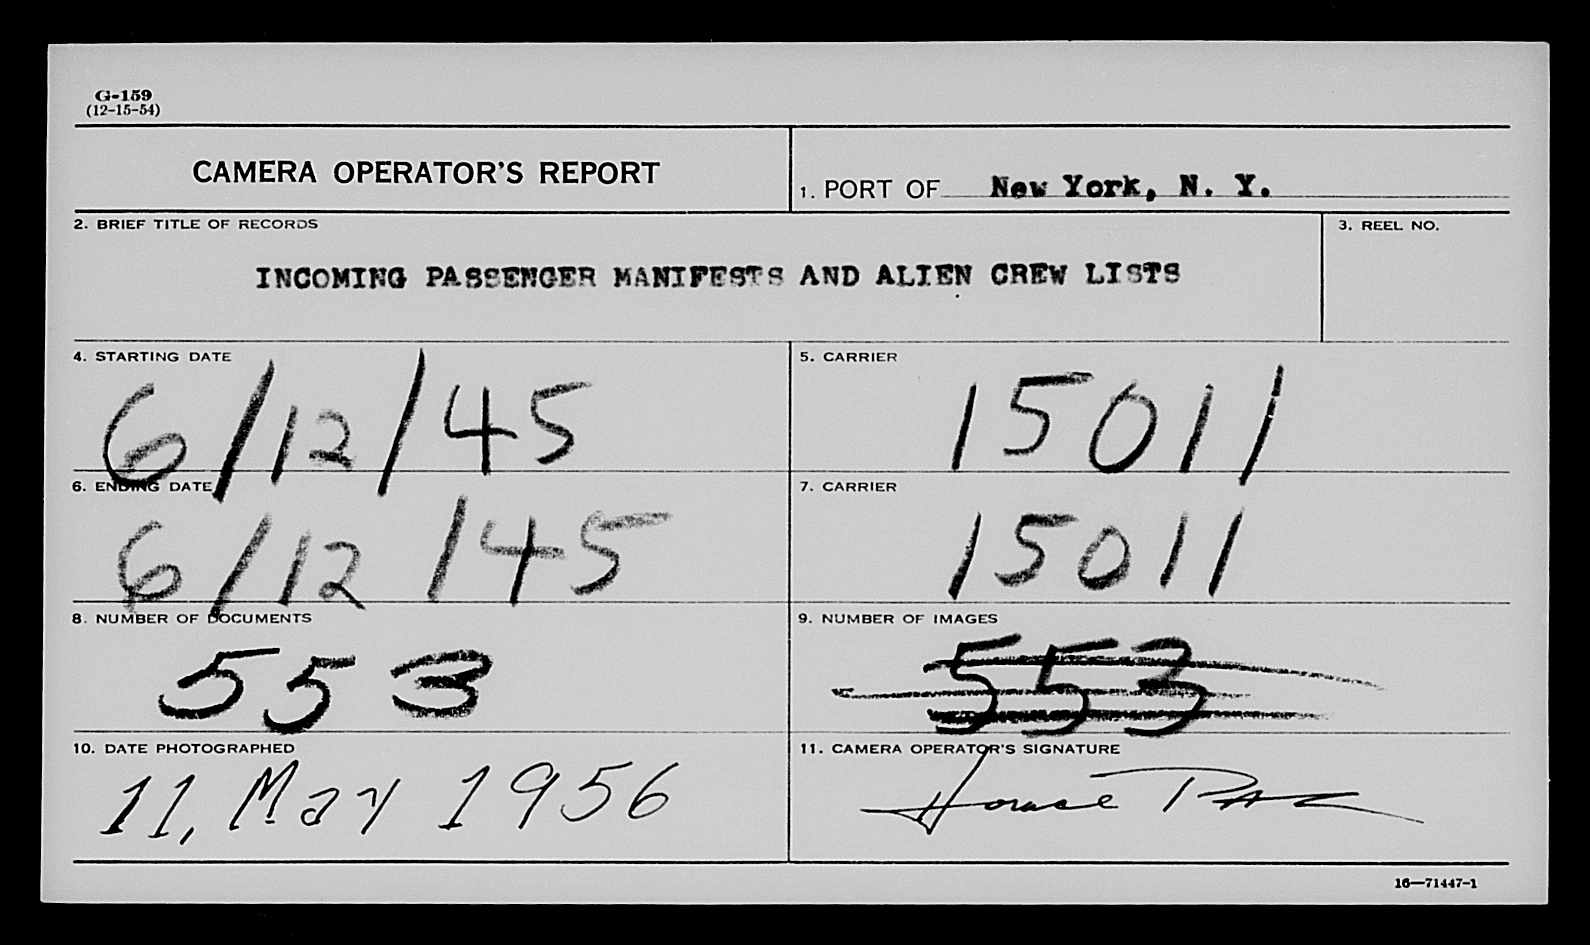 G-159
(12-15-54)
CAMERA OPERATOR'S REPORT
1. PORT OF New York, N. Y.
2. BRIEF TITLE OF RECORDS
3. REEL NO.
INCOMING PASSENGER MANIFESTS AND ALIEN CREW LISTS
4. STARTING DATE
6/12/45
5. CARRIER
15011
6. ENDING DATE
6/12/45
7. CARRIER
15011
8. NUMBER OF DOCUMENTS
553
9. NUMBER OF IMAGES
553
10. DATE PHOTOGRAPHED
11, May 1956
11. CAMERA OPERATOR'S SIGNATURE
Horace
16—71447-1